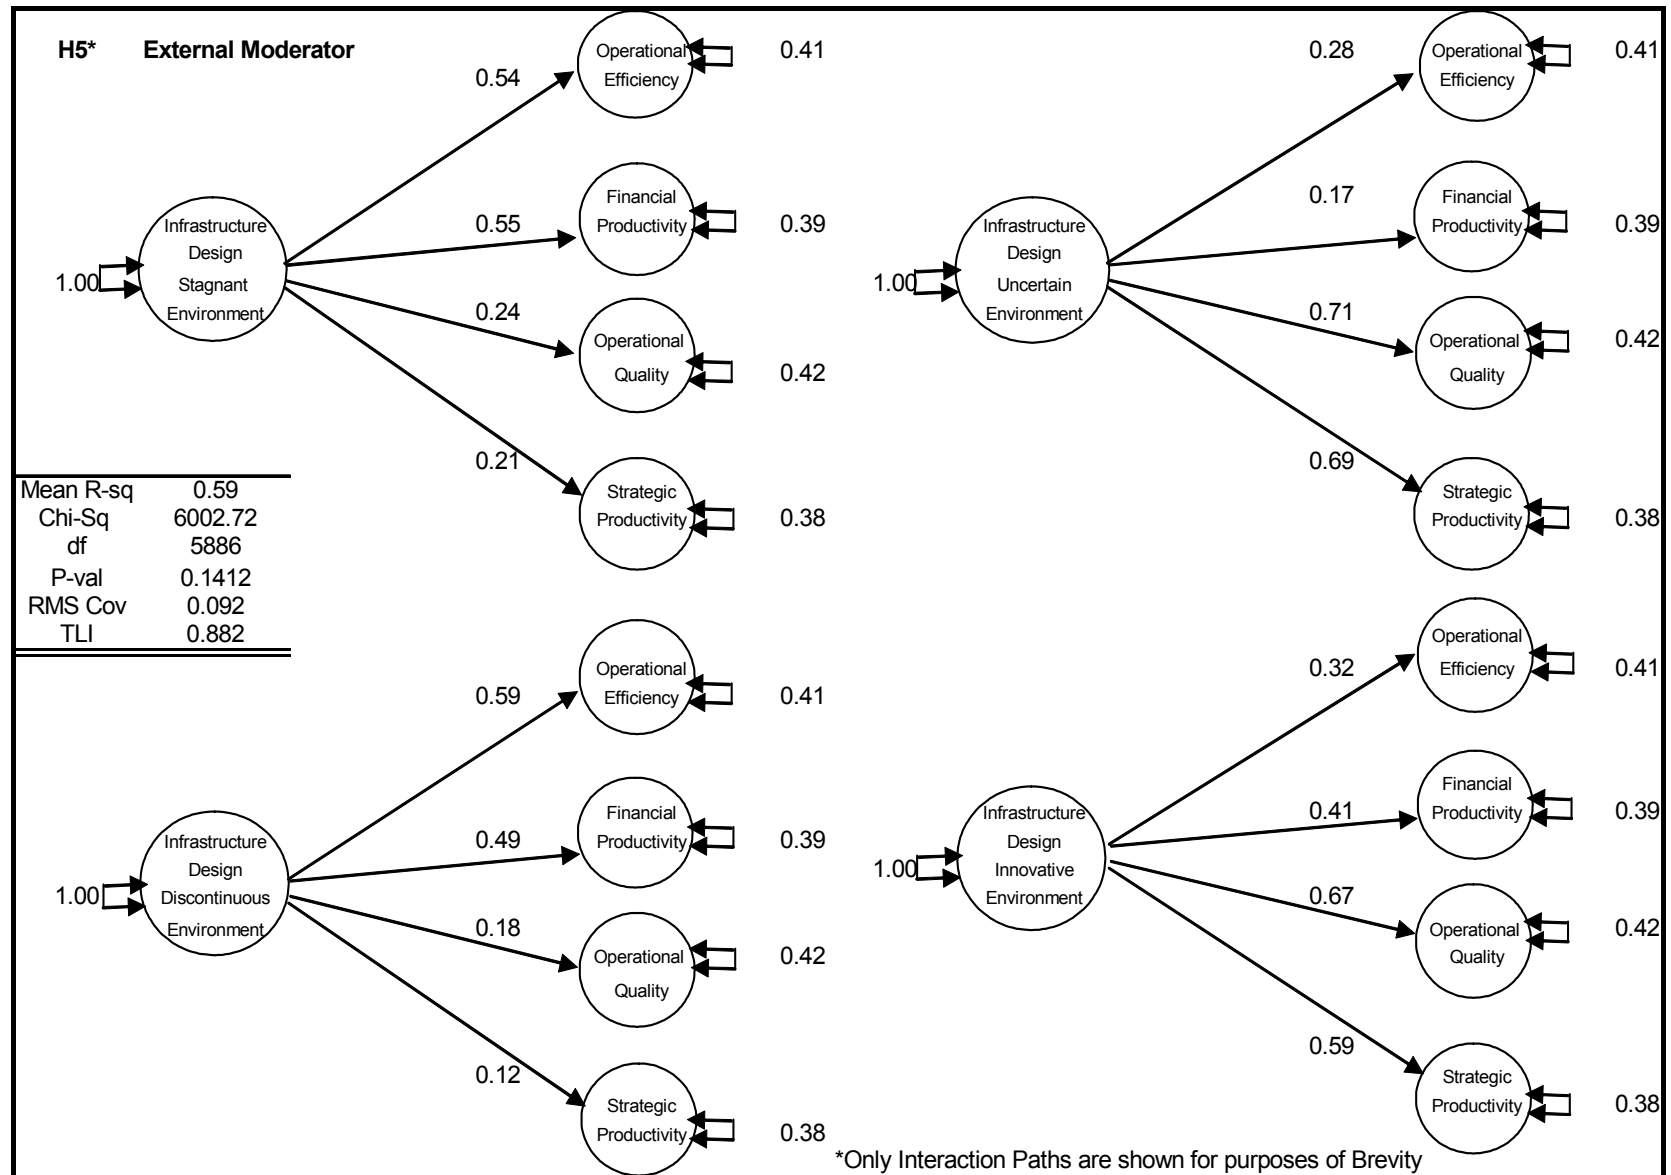 H5* External Moderator
0.54
Operational
Efficiency
0.41
Infrastructure
Design
Stagnant
Environment
1.00
0.55
Financial
Productivity
0.39
0.24
Operational
Quality
0.42
0.21
Strategic
Productivity
0.38
0.28
Operational
Efficiency
0.41
Infrastructure
Design
Uncertain
Environment
1.00
0.17
Financial
Productivity
0.39
0.71
Operational
Quality
0.42
0.69
Strategic
Productivity
0.38
Mean R-sq 0.59
Chi-Sq 6002.72
df 5886
P-val 0.1412
RMS Cov 0.092
TLI 0.882
0.59
Operational
Efficiency
0.41
Infrastructure
Design
Discontinuous
Environment
1.00
0.49
Financial
Productivity
0.39
0.18
Operational
Quality
0.42
0.12
Strategic
Productivity
0.38
0.32
Operational
Efficiency
0.41
Infrastructure
Design
Innovative
Environment
1.00
0.41
Financial
Productivity
0.39
0.67
Operational
Quality
0.42
0.59
Strategic
Productivity
0.38
*Only Interaction Paths are shown for purposes of Brevity